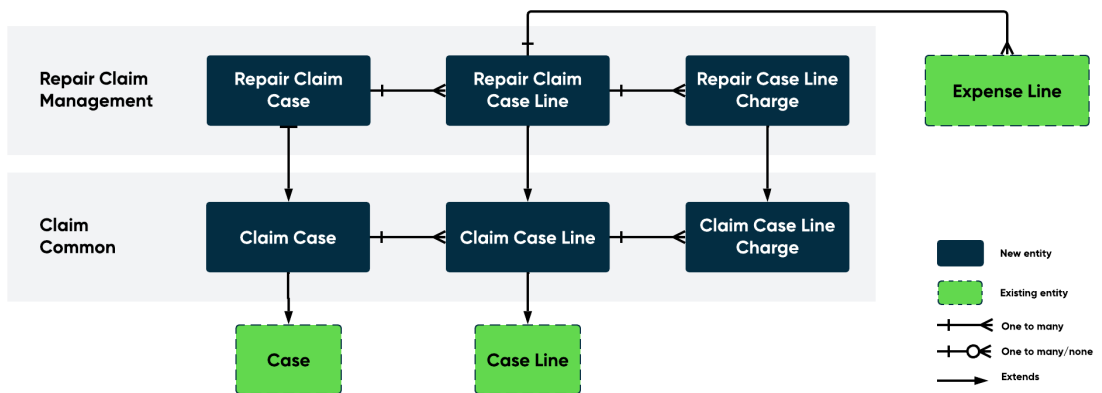 Repair Claim
Management
Repair Claim
Case
Repair Claim
Case Line
Repair Case Line
Charge
Expense Line
Claim
Common
Claim Case
Claim Case Line
Claim Case Line
Charge
Case
Case Line
New entity
Existing entity
One to many
One to many/none
Extends